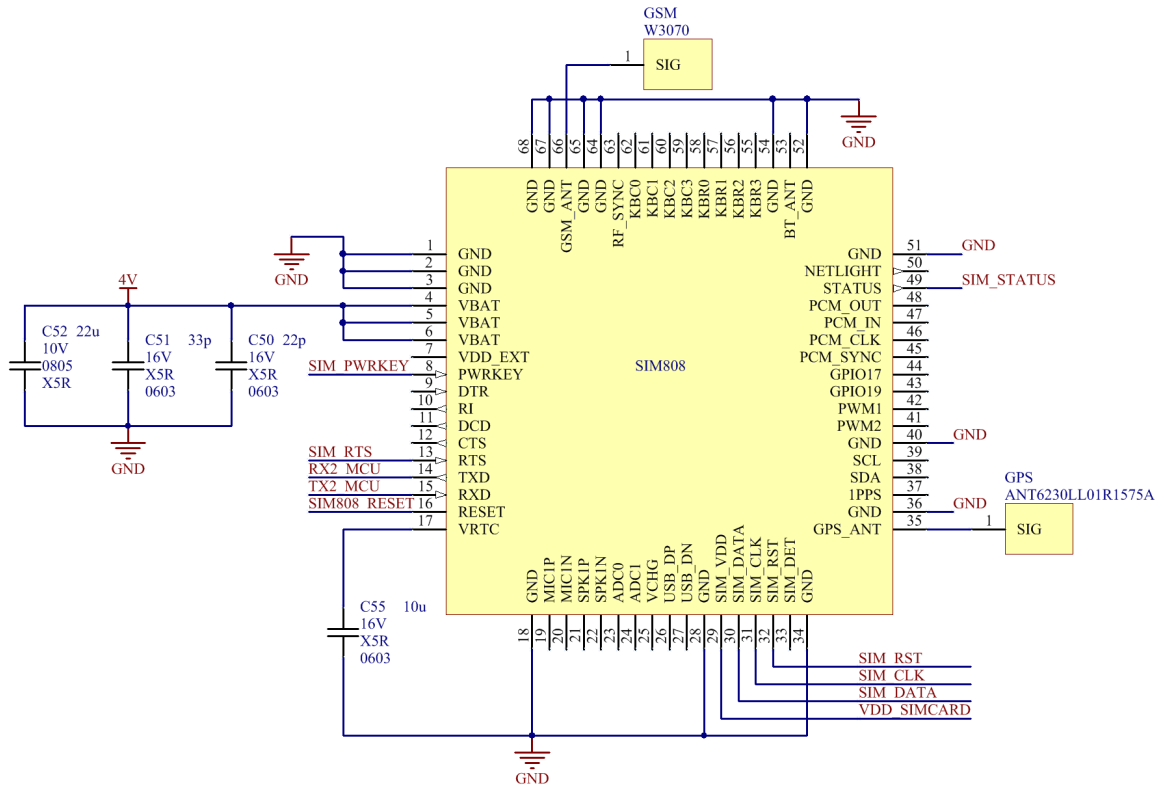 GSM
W3070
1
SIG
GND
68
67
66
65
64
63
62
61
60
59
58
57
56
55
54
53
52
GND
GND
GSM_ANT
GND
GND
RF_SYNC
KBC0
KBC1
KBC2
KBC3
KBR0
KBR1
KBR2
KBR3
GND
BT_ANT
GND
GND
4V
C52 22u
10V
0805
X5R
C51 33p
16V
X5R
0603
C50 22p
16V
X5R
0603
GND
1 GND
2 GND
3 GND
4 VBAT
5 VBAT
6 VBAT
7 VDD_EXT
SIM_PWRKEY 8 PWRKEY
9 DTR
10 RI
11 DCD
12 CTS
SIM_RTS 13 RTS
RX2_MCU 14 TXD
TX2_MCU 15 RXD
SIM808_RESET 16 RESET
17 VRTC
SIM808
GND 51 GND
NETLIGHT 50
STATUS 49 SIM_STATUS
PCM_OUT 48
PCM_IN 47
PCM_CLK 46
PCM_SYNC 45
GPIO17 44
GPIO19 43
PWM1 42
PWM2 41
GND 40 GND
SCL 39
SDA 38
1PPS 37
GND 36 GND
GPS_ANT 35
GPS
ANT6230LL01R1575A
1
SIG
GND
MIC1P
MIC1N
SPK1P
SPK1N
ADC0
ADC1
VCHG
USB_DP
USB_DN
GND
SIM_VDD
SIM_DATA
SIM_CLK
SIM_RST
SIM_DET
GND
18
19
20
21
22
23
24
25
26
27
28
29
30
31
32
33
34
C55 10u
16V
X5R
0603
SIM_RST
SIM_CLK
SIM_DATA
VDD_SIMCARD
GND